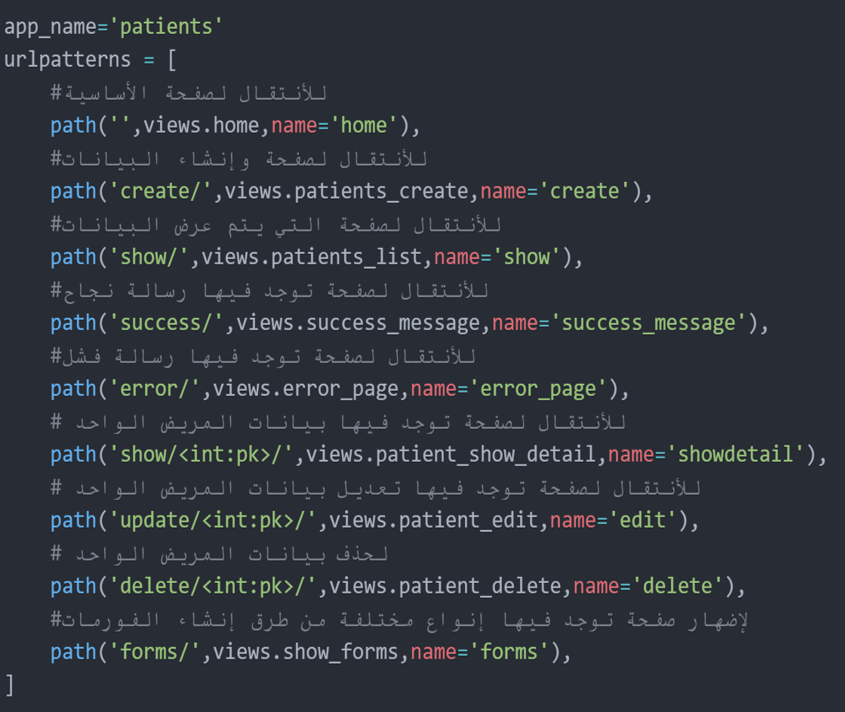 app_name='patients'
urlpatterns = [
#للأنتقال لصفحة الأساسية
path('',views.home,name='home'),
#للأنتقال لصفحة وإنشاء البيانات
path('create/',views.patients_create,name='create'),
#للأنتقال لصفحة التي يتم عرض البيانات
path('show/',views.patients_list,name='show'),
#للأنتقال لصفحة توجد فيها رسالة نجاح
path('success/',views.success_message,name='success_message'),
#للأنتقال لصفحة توجد فيها رسالة فشل
path('error/',views.error_page,name='error_page'),
# للأنتقال لصفحة توجد فيها بيانات المريض الواحد
path('show/<int:pk>/',views.patient_show_detail,name='showdetail'),
# للأنتقال لصفحة توجد فيها تعديل بيانات المريض الواحد
path('update/<int:pk>/',views.patient_edit,name='edit'),
# لحذف بيانات المريض الواحد
path('delete/<int:pk>/',views.patient_delete,name='delete'),
#لإضهار صفحة توجد فيها إنواع مختلفة من طرق إنشاء الفورمات
path('forms/',views.show_forms,name='forms'),
]